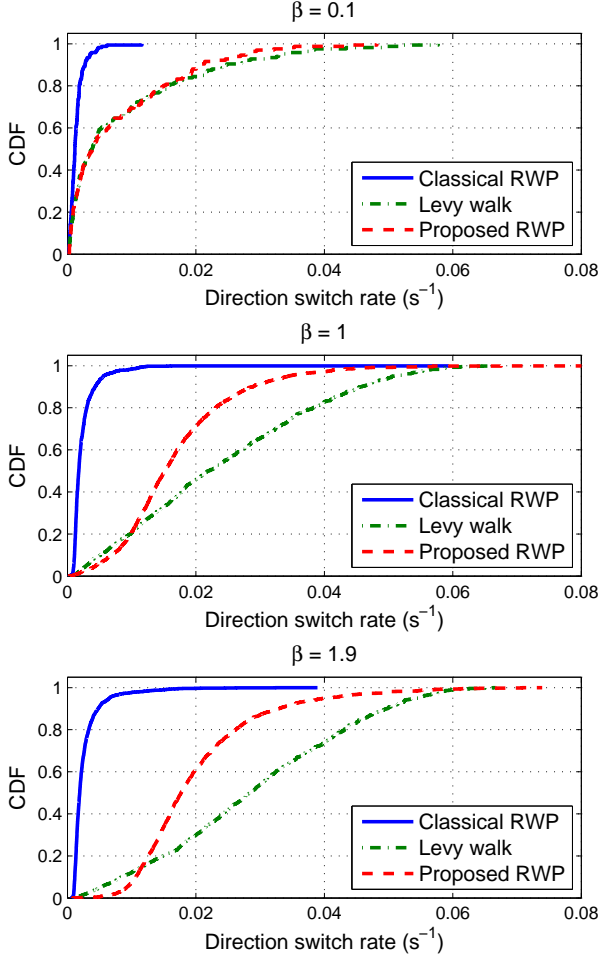 β = 0.1
1
0.8
0.6
0.4
0.2
0
CDF
Classical RWP
Levy walk
Proposed RWP
0 0.02 0.04 0.06 0.08
Direction switch rate (s⁻¹)
β = 1
1
0.8
0.6
0.4
0.2
0
CDF
Classical RWP
Levy walk
Proposed RWP
0 0.02 0.04 0.06 0.08
Direction switch rate (s⁻¹)
β = 1.9
1
0.8
0.6
0.4
0.2
0
CDF
Classical RWP
Levy walk
Proposed RWP
0 0.02 0.04 0.06 0.08
Direction switch rate (s⁻¹)